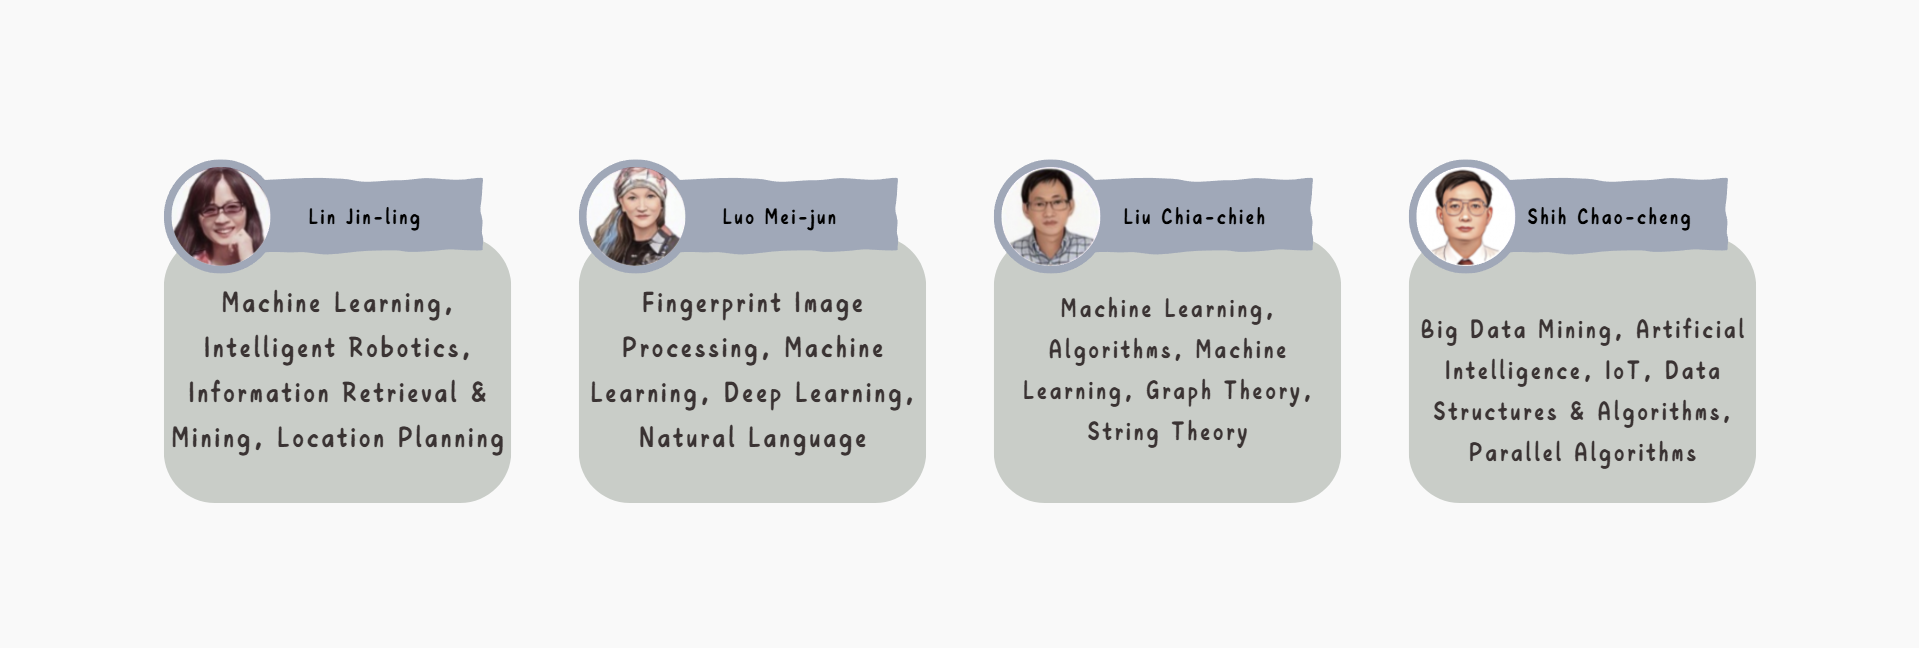 Lin Jin-ling
Machine Learning,
Intelligent Robotics,
Information Retrieval &
Mining, Location Planning
Luo Mei-jun
Fingerprint Image
Processing, Machine
Learning, Deep Learning,
Natural Language
Liu Chia-chieh
Machine Learning,
Algorithms, Machine
Learning, Graph Theory,
String Theory
Shih Chao-cheng
Big Data Mining, Artificial
Intelligence, IoT, Data
Structures & Algorithms,
Parallel Algorithms